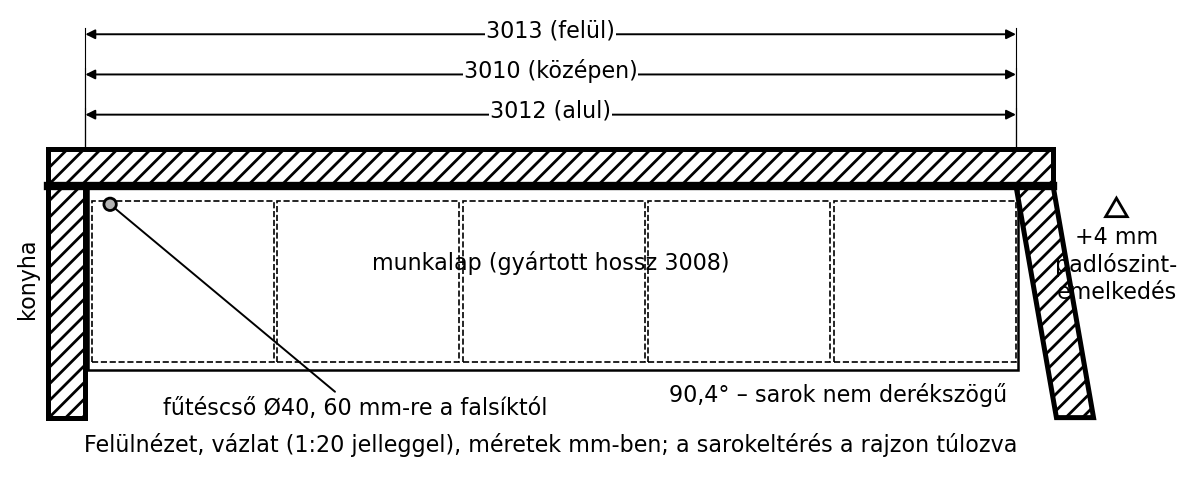 3013 (felül)
3010 (középen)
3012 (alul)
konyha
munkalap (gyártott hossz 3008)
+4 mm
padlószint-
emelkedés
90,4° – sarok nem derékszögű
fűtéscső Ø40, 60 mm-re a falsíktól
Felülnézet, vázlat (1:20 jelleggel), méretek mm-ben; a sarokeltérés a rajzon túlozva